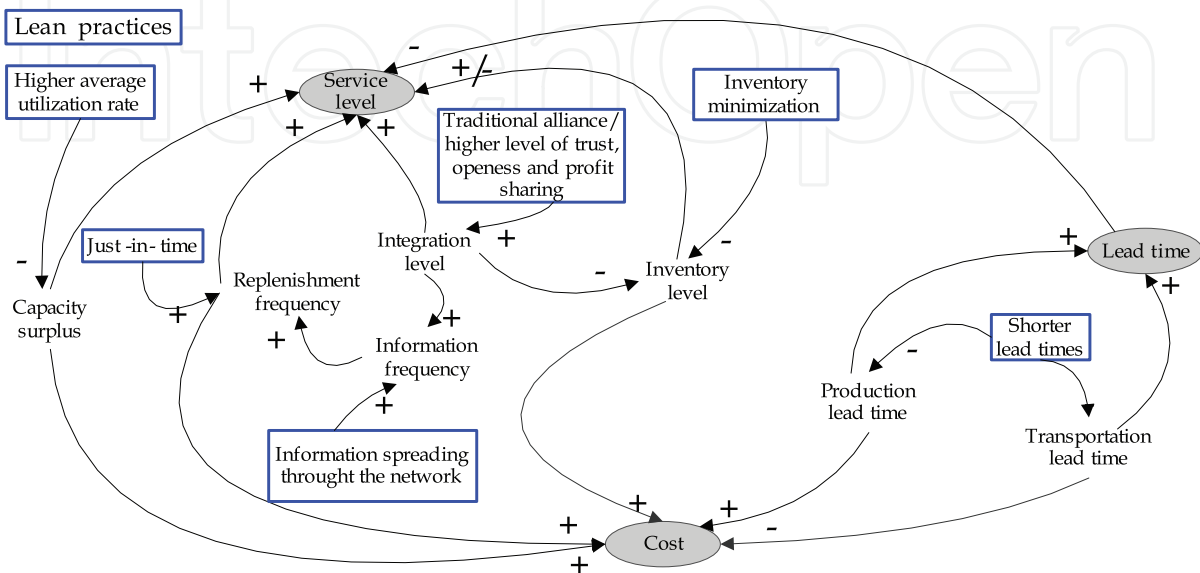 IntechOpen
Lean practices
Higher average
utilization rate
Service
level
Traditional alliance/
higher level of trust,
openess and profit
sharing
Inventory
minimization
Just -in- time
Integration
level
Replenishment
frequency
Inventory
level
Lead time
Capacity
surplus
Information
frequency
Shorter
lead times
Production
lead time
Information spreading
throught the network
Transportation
lead time
Cost
-
+
+/-
+
+
+
-
+
+
+
+
-
-
+
+
-
+
+
+
+
-
+
+